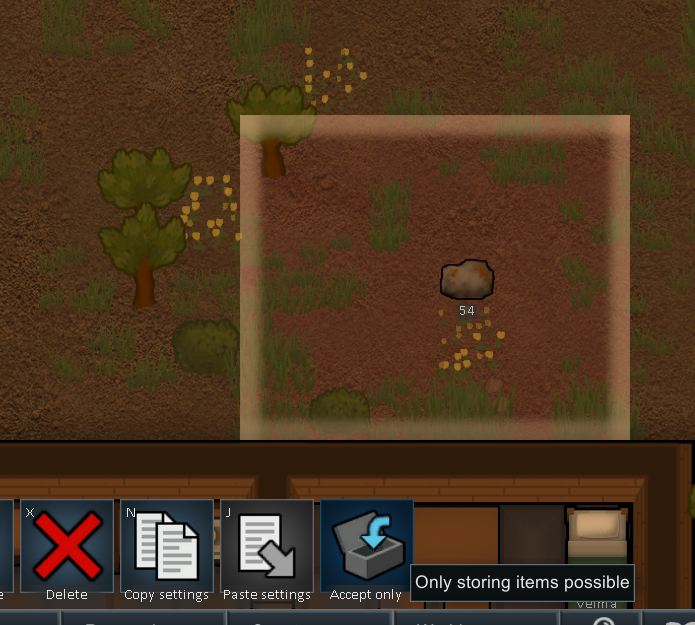 54
X
N
J
Delete
Copy settings
Paste settings
Accept only
Only storing items possible